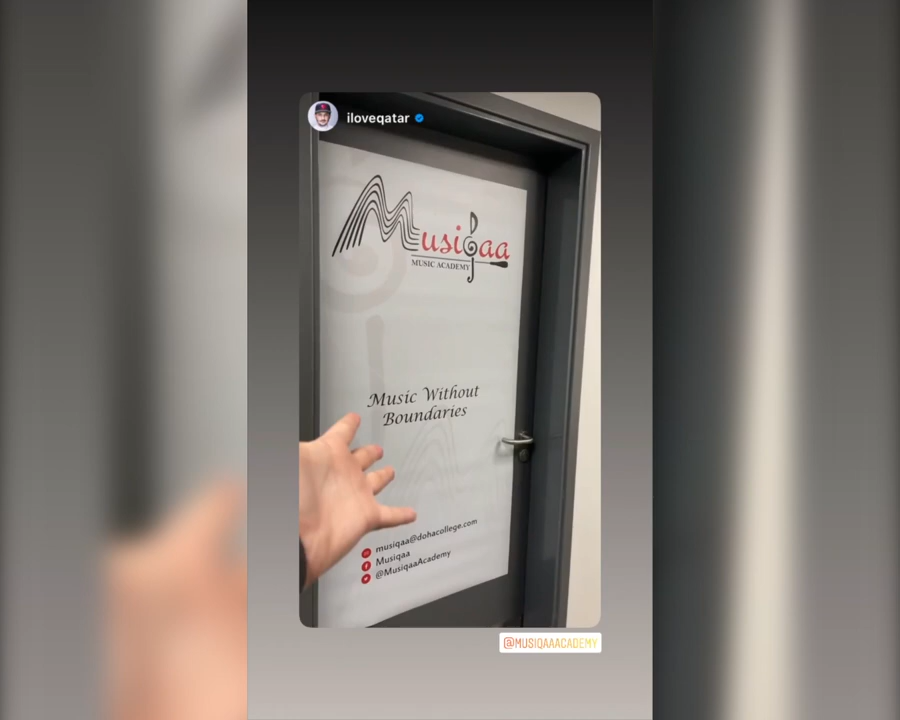 iloveqatar
Musiqaa
MUSIC ACADEMY
Music Without
Boundaries
musiqaa@dohacollege.com
Musiqaa
@MusiqaaAcademy
@MUSIQAAACADEMY